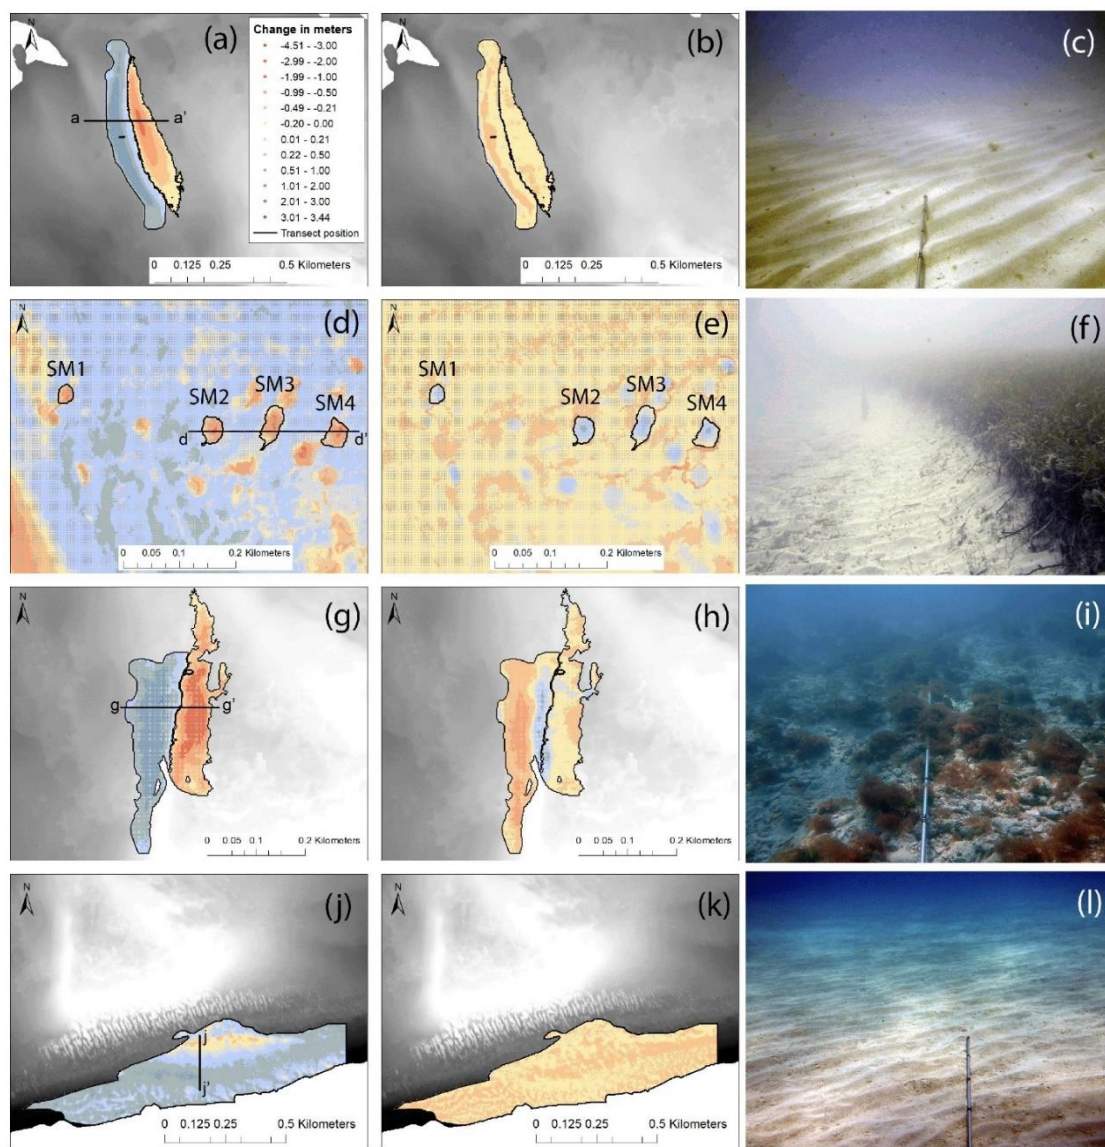 (a)
N
Change in meters
-4.51 - -3.00
-2.99 - -2.00
-1.99 - -1.00
-0.99 - -0.50
-0.49 - -0.21
-0.20 - 0.00
0.01 - 0.21
0.22 - 0.50
0.51 - 1.00
1.01 - 2.00
2.01 - 3.00
3.01 - 3.44
Transect position
a a'
0 0.125 0.25 0.5 Kilometers
(b)
N
0 0.125 0.25 0.5 Kilometers
(c)
(d)
N
SM1
SM2
SM3
SM4
d d'
0 0.05 0.1 0.2 Kilometers
(e)
N
SM1
SM2
SM3
SM4
0 0.05 0.1 0.2 Kilometers
(f)
(g)
N
g g'
0 0.05 0.1 0.2 Kilometers
(h)
N
0 0.05 0.1 0.2 Kilometers
(i)
(j)
N
j
j'
0 0.125 0.25 0.5 Kilometers
(k)
N
0 0.125 0.25 0.5 Kilometers
(l)